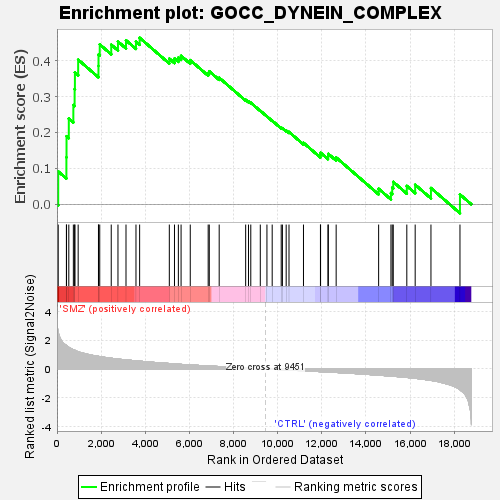 Enrichment plot: GOCC_DYNEIN_COMPLEX
Enrichment score (ES)
0.4
0.3
0.2
0.1
0.0
'SMZ' (positively correlated)
Ranked list metric (Signal2Noise)
4
2
0
-2
-4
Zero cross at 9451
'CTRL' (negatively correlated)
0 2,000 4,000 6,000 8,000 10,000 12,000 14,000 16,000 18,000
Rank in Ordered Dataset
Enrichment profile Hits Ranking metric scores